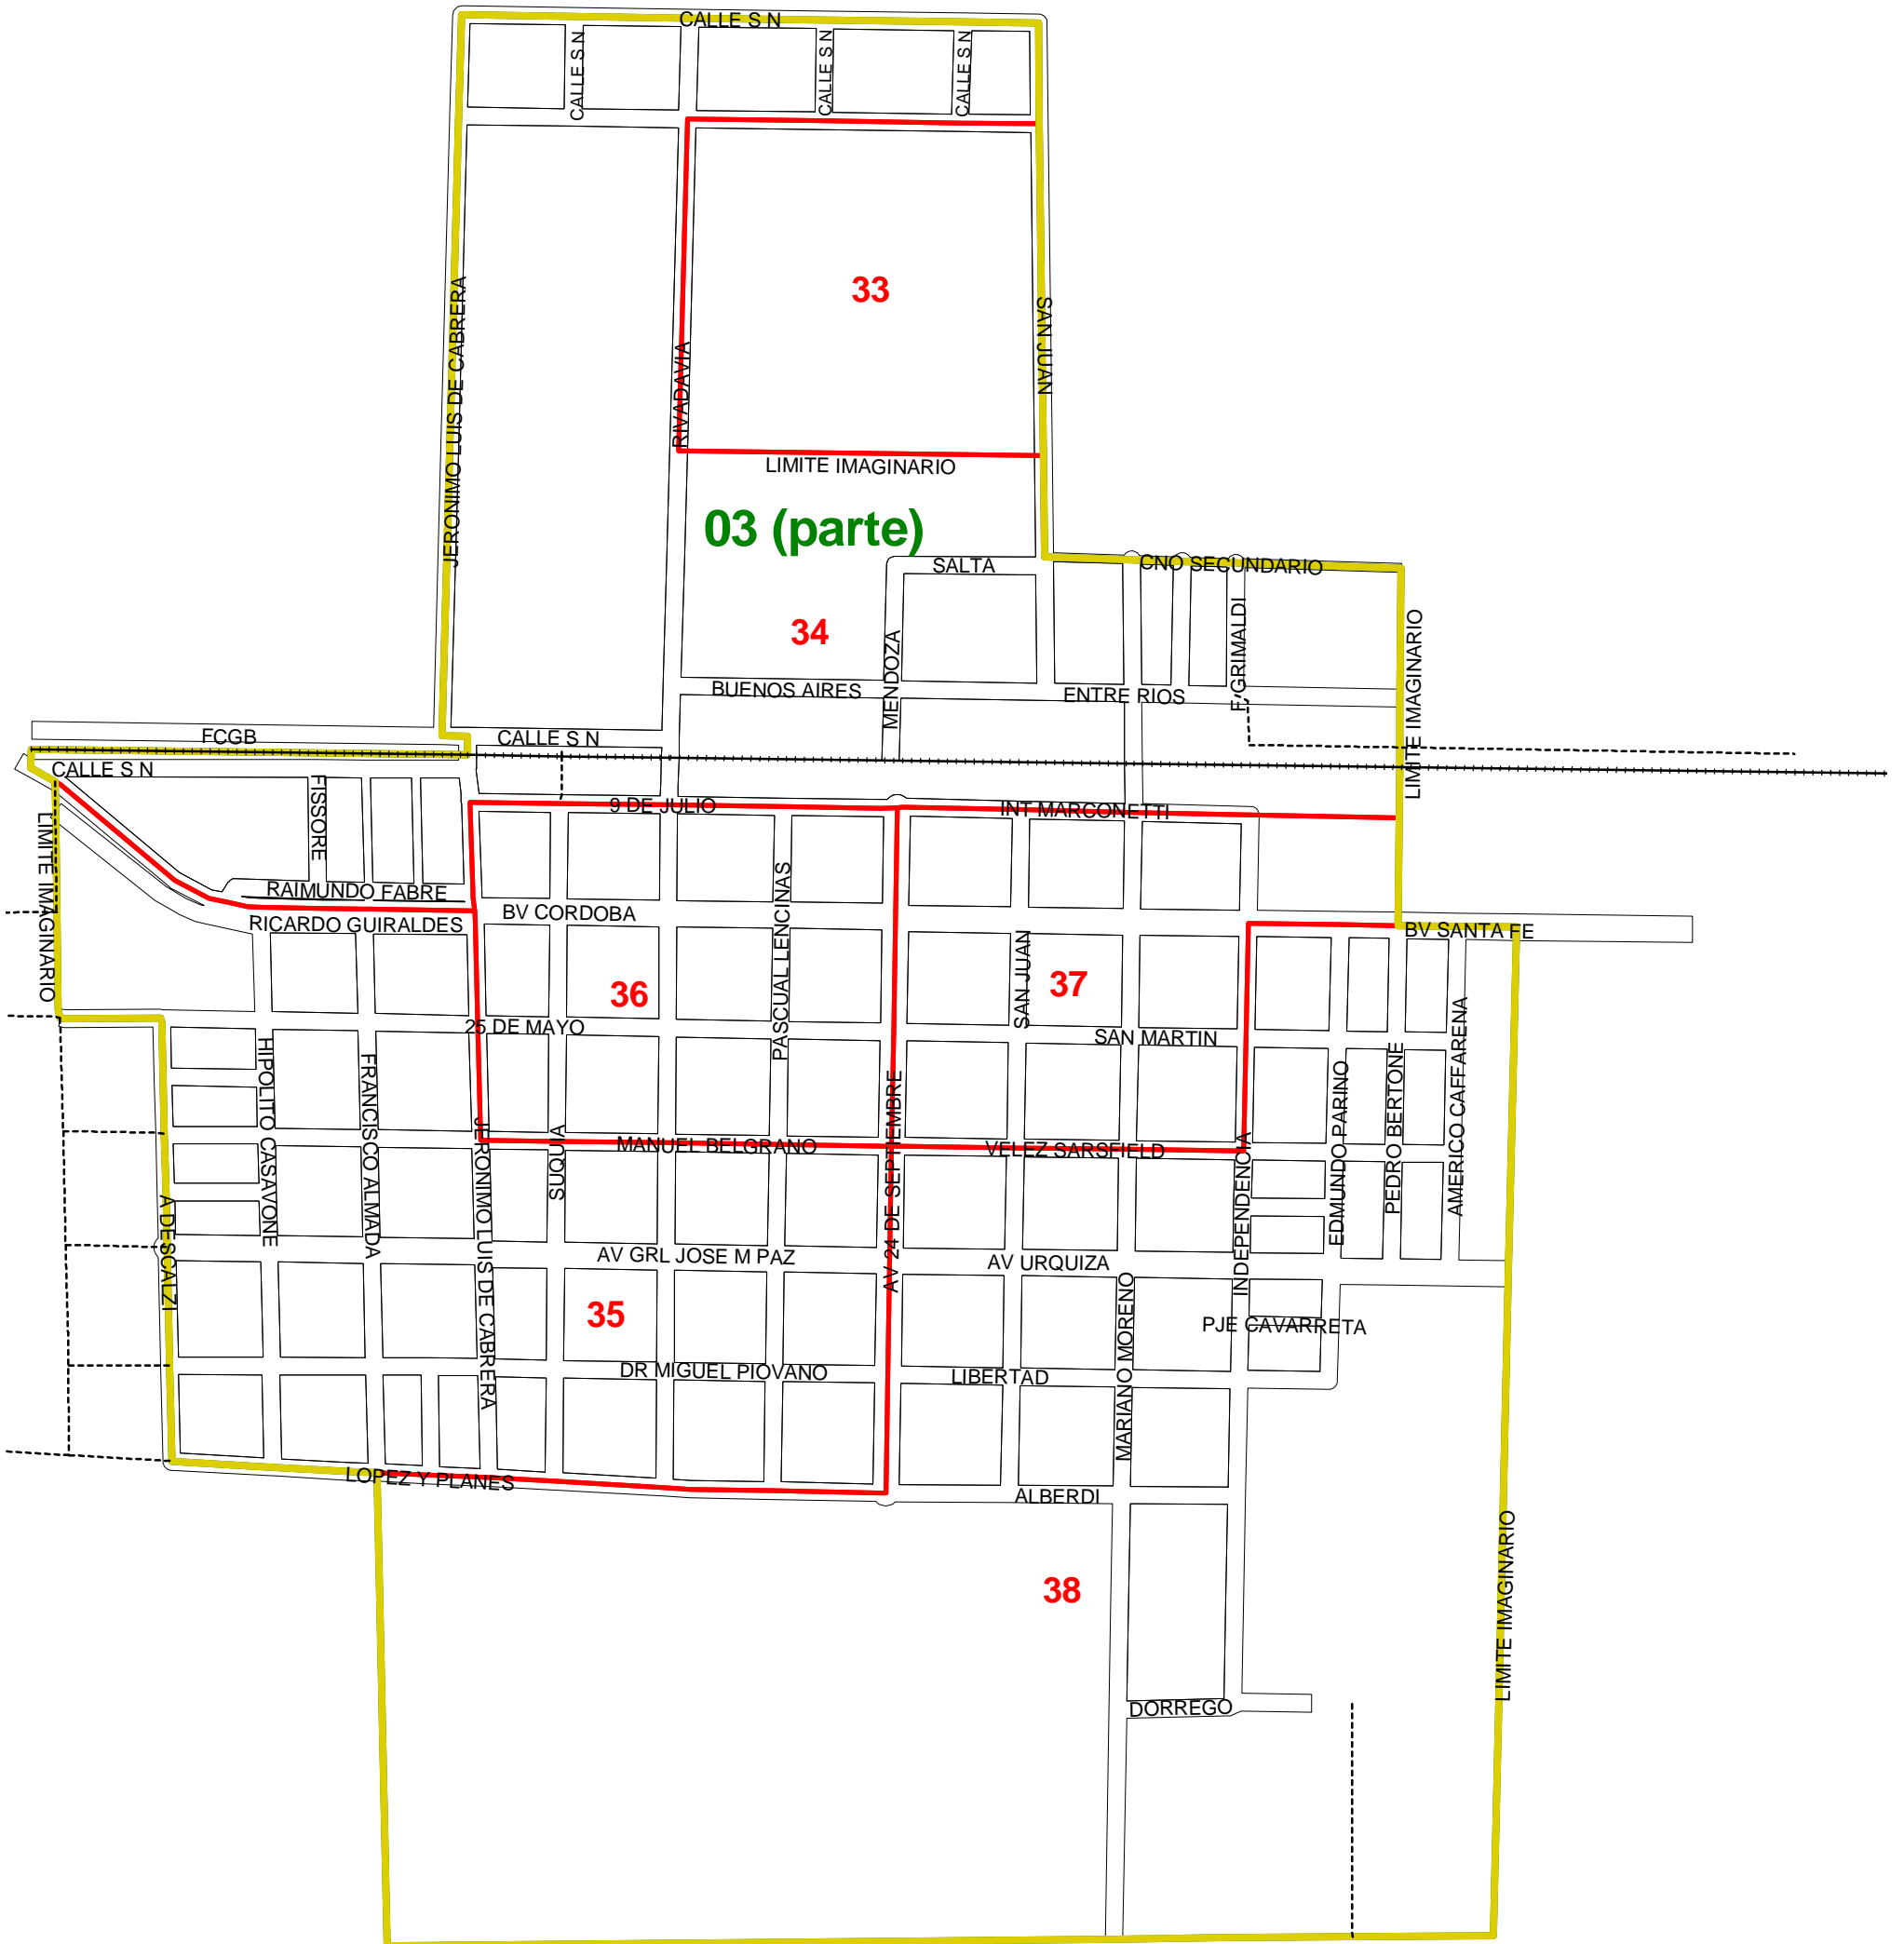 CALLE S N
CALLE S N
CALLE S N
CALLE S N
JERONIMO LUIS DE CABRERA
33
SAN JUAN
RIVADAVIA
LIMITE IMAGINARIO
03 (parte)
SALTA
CNO SECUNDARIO
34
MENDOZA
F GRIMALDI
LIMITE IMAGINARIO
BUENOS AIRES
ENTRE RIOS
FCGB
CALLE S N
CALLE S N
FISSORE
9 DE JULIO
INT MARCONETTI
LIMITE IMAGINARIO
RAIMUNDO FABRE
RICARDO GUIRALDES
BV CORDOBA
PASCUAL LENCINAS
BV SANTA FE
36
SAN JUAN
37
25 DE MAYO
SAN MARTIN
HIPOLITO CASAVONE
FRANCISCO ALMADA
JERONIMO LUIS DE CABRERA
SUQUIA
MANUEL BELGRANO
AV 24 DE SEPTIEMBRE
VELEZ SARSFIELD
INDEPENDENCIA
EDMUNDO PARINO
PEDRO BERTONE
AMERICO CAFFARENA
A DESCALZI
AV GRL JOSE M PAZ
AV URQUIZA
35
MARIANO MORENO
PJE CAVARRETA
DR MIGUEL PIOVANO
LIBERTAD
LOPEZ Y PLANES
ALBERDI
38
LIMITE IMAGINARIO
DORREGO